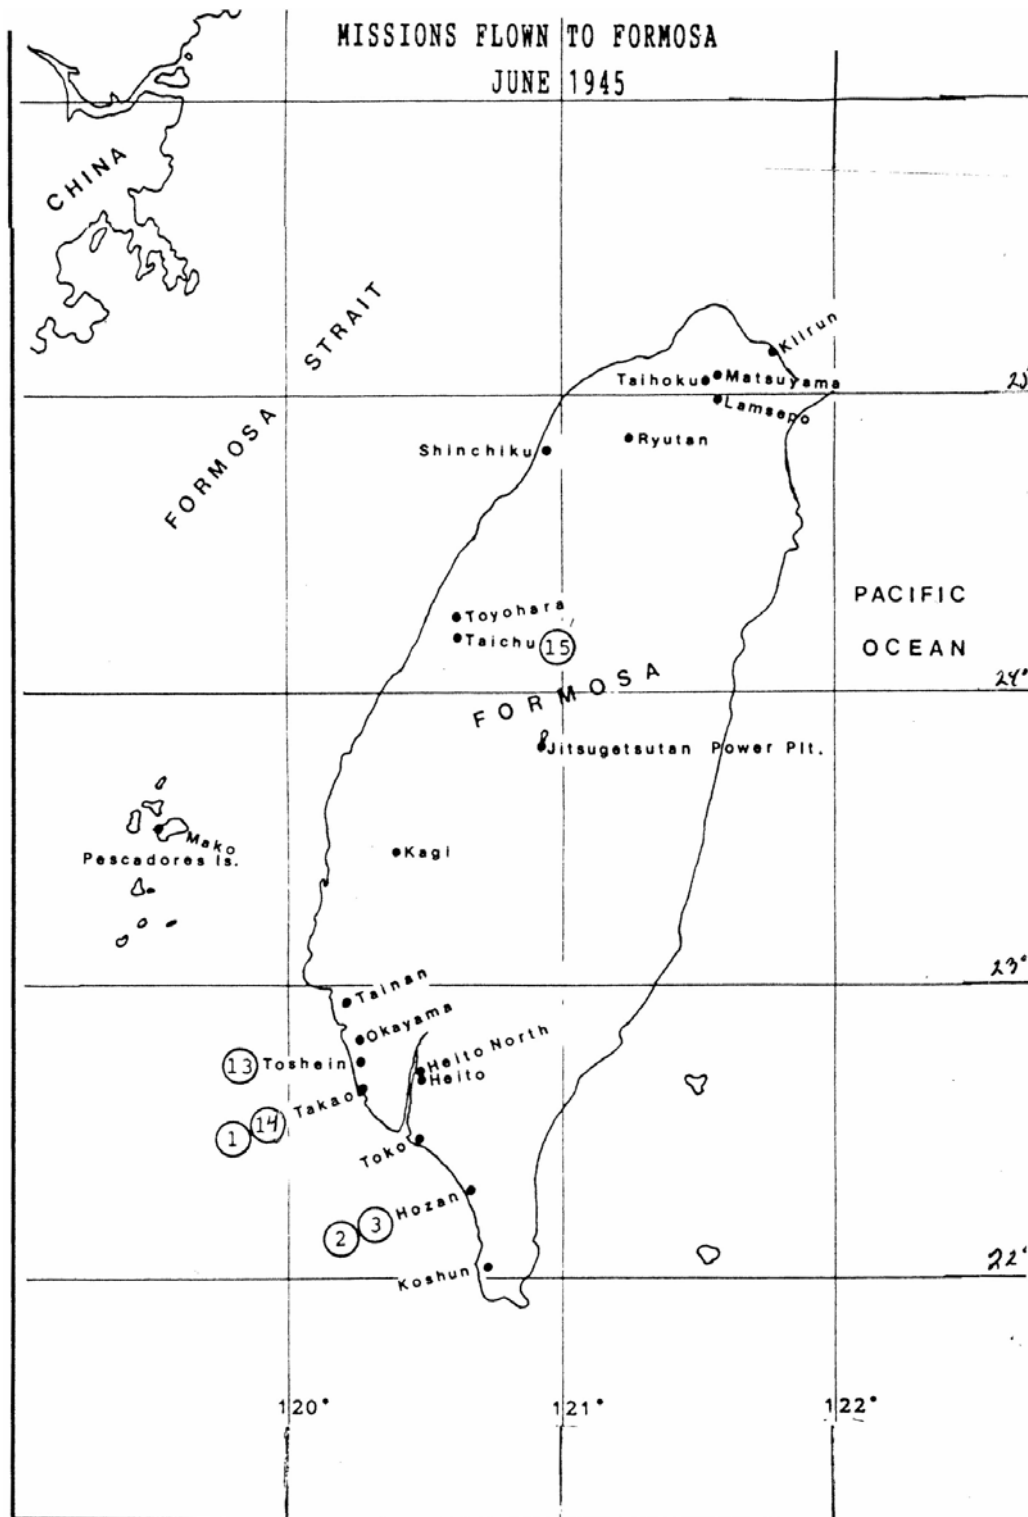 MISSIONS FLOWN TO FORMOSA
JUNE 1945
CHINA
FORMOSA STRAIT
Kiirun
Taihoku
Matsuyama
Lamsepo
Shinchiku
Ryutan
PACIFIC
OCEAN
Toyohara
Taichu 15
24°
FORMOSA
Jitsugetsutan Power Plt.
Mako
Pescadores Is.
Kagi
23°
Tainan
Okayama
13 Toshein
Heito North
Heito
1 14 Takao
Toko
2 3 Hozan
22°
Koshun
120°
121°
122°